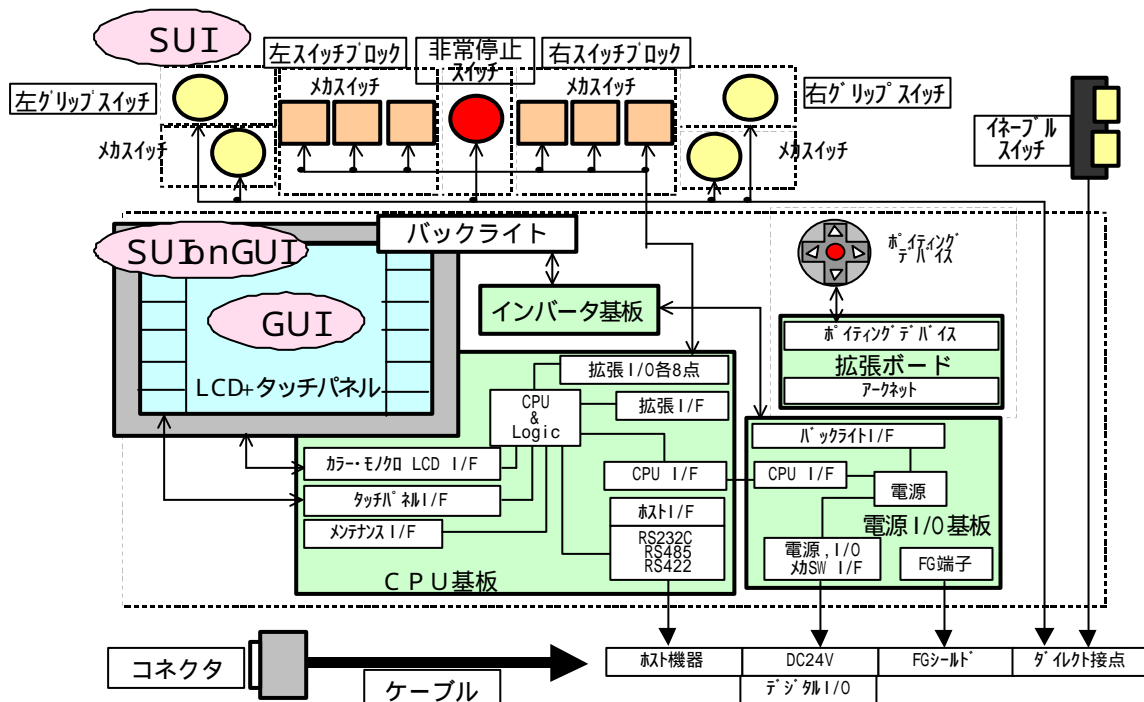 SUI
左スイッチブロック
非常停止
スイッチ
右スイッチブロック
左グリップスイッチ
メカスイッチ
メカスイッチ
右グリップスイッチ
メカスイッチ
メカスイッチ
イネーブル
スイッチ
SUIonGUI
バックライト
ポイティング
デバイス
GUI
インバータ基板
ポイティングデバイス
拡張ボード
アークネット
LCD+タッチパネル
拡張I/O各8点
CPU
&
Logic
拡張I/F
バックライトI/F
カラー・モノクロ LCD I/F
CPU I/F
CPU I/F
電源
タッチパネルI/F
ホストI/F
電源I/O基板
メンテナンスI/F
RS232C
RS485
RS422
電源,I/O
メカSW I/F
FG端子
CPU基板
コネクタ
ケーブル
ホスト機器
DC24V
FGシールド
ダイレクト接点
デジタルI/O